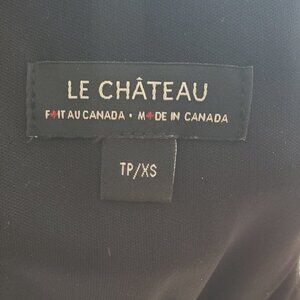 LE CHÂTEAU
FAIT AU CANADA • MADE IN CANADA
TP/XS